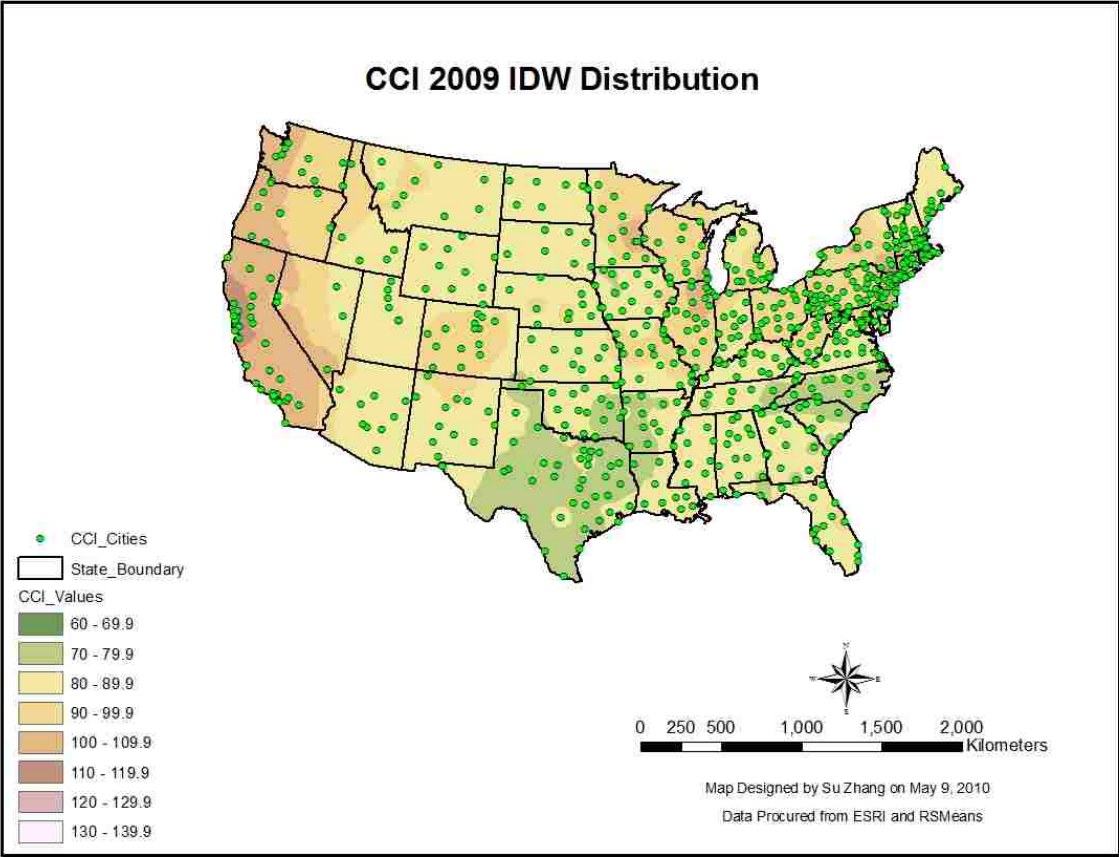 CCI 2009 IDW Distribution
CCI_Cities
State_Boundary
CCI_Values
60 - 69.9
70 - 79.9
80 - 89.9
90 - 99.9
100 - 109.9
110 - 119.9
120 - 129.9
130 - 139.9
N
W E
S
0 250 500 1,000 1,500 2,000
Kilometers
Map Designed by Su Zhang on May 9, 2010
Data Procured from ESRI and RSMeans